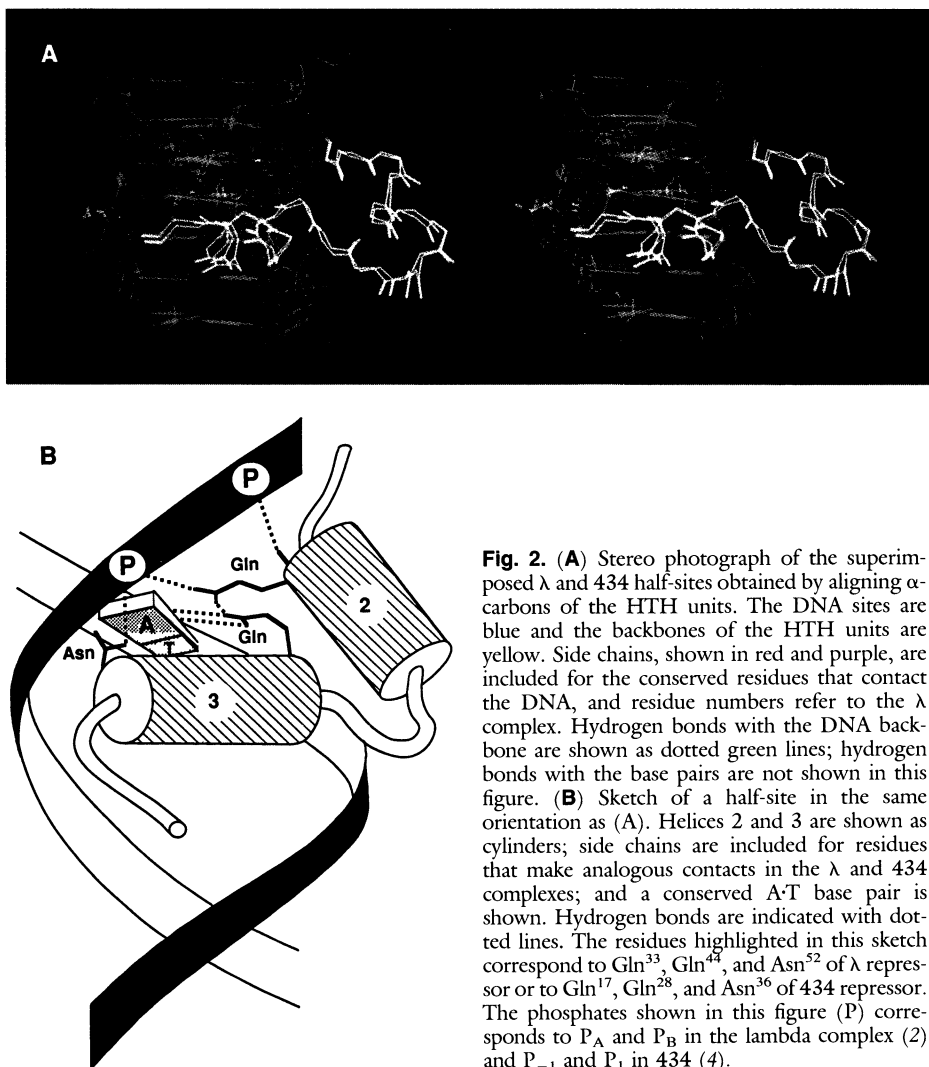 A
B
P
P
Gln
Gln
A
T
Asn
2
3
Fig. 2. (A) Stereo photograph of the superim-
posed λ and 434 half-sites obtained by aligning α-
carbons of the HTH units. The DNA sites are
blue and the backbones of the HTH units are
yellow. Side chains, shown in red and purple, are
included for the conserved residues that contact
the DNA, and residue numbers refer to the λ
complex. Hydrogen bonds with the DNA back-
bone are shown as dotted green lines; hydrogen
bonds with the base pairs are not shown in this
figure. (B) Sketch of a half-site in the same
orientation as (A). Helices 2 and 3 are shown as
cylinders; side chains are included for residues
that make analogous contacts in the λ and 434
complexes; and a conserved A·T base pair is
shown. Hydrogen bonds are indicated with dot-
ted lines. The residues highlighted in this sketch
correspond to Gln³³, Gln⁴⁴, and Asn⁵² of λ repres-
sor or to Gln¹⁷, Gln²⁸, and Asn³⁶ of 434 repressor.
The phosphates shown in this figure (P) corre-
sponds to P_A and P_B in the lambda complex (2)
and P₋₁ and P₁ in 434 (4).